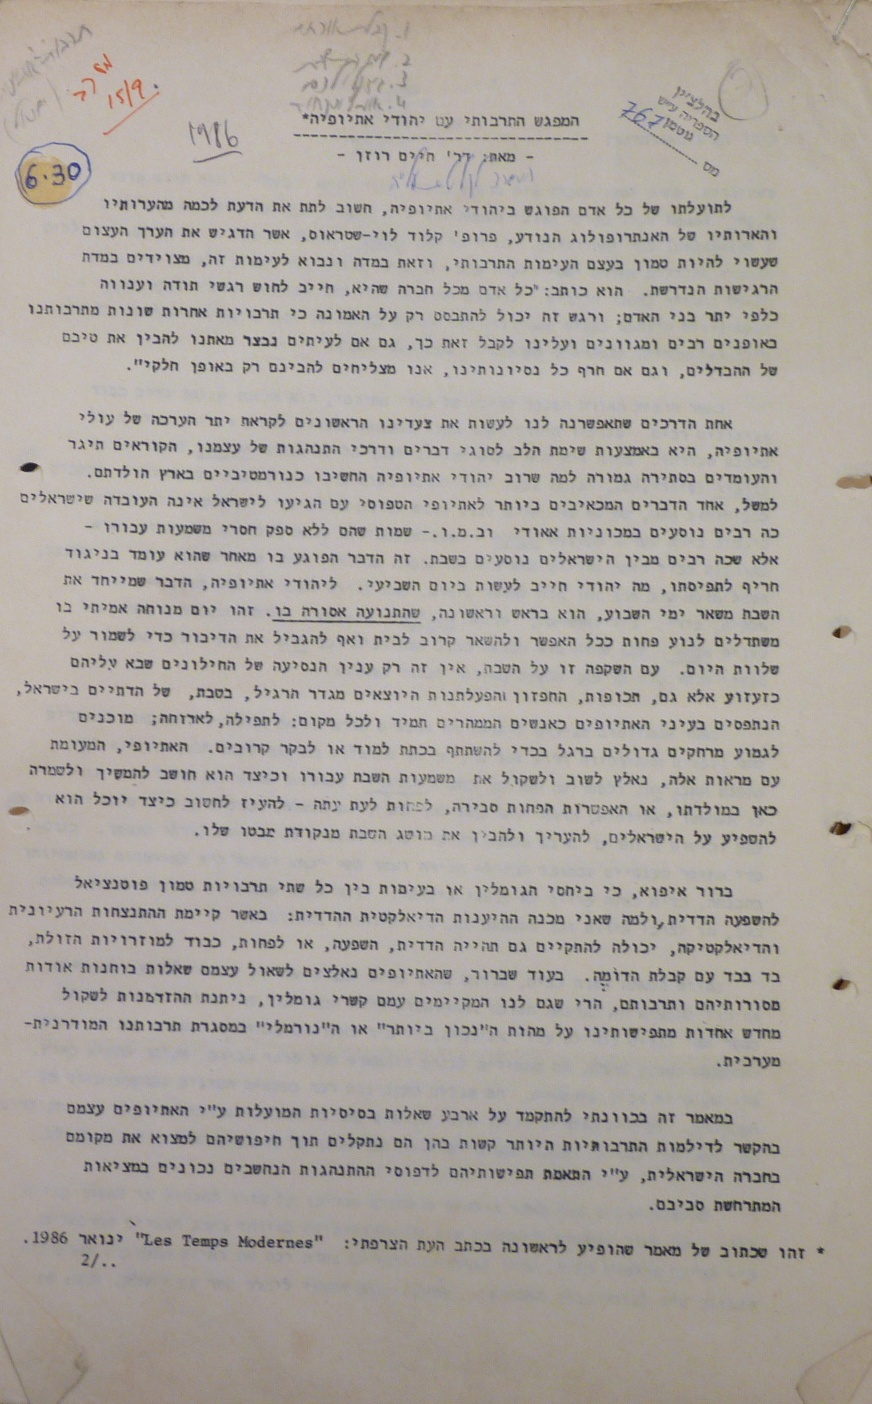 15/9.
1986
6.30
בהלצ"ין
הספריה ע"ש
גוטסמן
767
מס
המפגש התרבותי עם יהודי אתיופיה*
- מאת: דר' חיים רוזן -
לתועלתו של כל אדם הפוגש ביהודי אתיופיה, חשוב לתת את הדעת לכמה מהערותיו
והארותיו של האנתרופולוג הנודע, פרופ' קלוד לוי-שטראוס, אשר הדגיש את הערך העצום
שעשוי להיות טמון בעצם העימות התרבותי, וזאת במדה ונבוא לעימות זה, מצוידים במדת
הרגישות הנדרשת. הוא כותב: "כל אדם מכל חברה שהיא, חייב לחוש רגשי תודה וענווה
כלפי יתר בני האדם; ורגש זה יכול להתבסס רק על האמונה כי תרבויות אחרות שונות מתרבותנו
באופנים רבים ומגוונים ועלינו לקבל זאת כך, גם אם לעיתים נבצר מאתנו להבין את טיבם
של ההבדלים, וגם אם חרף כל נסיונותינו, אנו מצליחים להבינם רק באופן חלקי".
אחת הדרכים שתאפשרנה לנו לעשות את צעדינו הראשונים לקראת יתר הערכה של עולי
אתיופיה, היא באמצעות שימת הלב לסוגי דברים ודרכי התנהגות של עצמנו, הקוראים תיגר
והעומדים בסתירה גמורה למה שרוב יהודי אתיופיה החשיבו כנורמטיביים בארץ הולדתם.
למשל, אחד הדברים המכאיבים ביותר לאתיופי הטפוסי עם הגיעו לישראל אינה העובדה שישראלים
כה רבים נוסעים במכוניות אאודי וב.מ.ו.- שמות שהם ללא ספק חסרי משמעות עבורו -
אלא שכה רבים מבין הישראלים נוסעים בשבת. זה הדבר הפוגע בו מאחר שהוא עומד בניגוד
חריף לתפיסתו, מה יהודי חייב לעשות ביום השביעי. ליהודי אתיופיה, הדבר שמייחד את
השבת משאר ימי השבוע, הוא בראש וראשונה, שהתנועה אסורה בו. זהו יום מנוחה אמיתי בו
משתדלים לנוע פחות ככל האפשר ולהשאר קרוב לבית ואף להגביל את הדיבור כדי לשמור על
שלוות היום. עם השקפה זו על השבת, אין זה רק ענין הנסיעה של החילונים שבא עליהם
כזעזוע אלא גם, תכופות, החפזון והפעלתנות היוצאים מגדר הרגיל, בשבת, של הדתיים בישראל,
הנתפסים בעיני האתיופים כאנשים הממהרים תמיד ולכל מקום: לתפילה, לארוחה; מוכנים
לגמוע מרחקים גדולים ברגל בכדי להשתתף בכתת למוד או לבקר קרובים. האתיופי, המעומת
עם מראות אלה, נאלץ לשוב ולשקול את משמעות השבת עבורו וכיצד הוא חושב להמשיך ולשמרה
כאן במולדתו, או האפשרות הפחות סבירה, לפחות לעת עתה - להעיז לחשוב כיצד יוכל הוא
להשפיע על הישראלים, להעריך ולהבין את מושג השבת מנקודת מבטו שלו.
ברור איפוא, כי ביחסי הגומלין או בעימות בין כל שתי תרבויות טמון פוטנציאל
להשפעה הדדית, ולמה שאני מכנה ההיענות הדיאלקטית ההדדית: באשר קיימת ההתנצחות הרעיונית
והדיאלקטיקה, יכולה להתקיים גם תהייה הדדית, השפעה, או לפחות, כבוד למוזרויות הזולת,
בד בבד עם קבלת הדומה. בעוד שברור, שהאתיופים נאלצים לשאול עצמם שאלות בוחנות אודות
מסורותיהם ותרבותם, הרי שגם לנו המקיימים עמם קשרי גומלין, ניתנת ההזדמנות לשקול
מחדש אחדות מתפישותינו על מהות ה"נכון ביותר" או ה"נורמלי" במסגרת תרבותנו המודרנית-
מערבית.
במאמר זה בכוונתי להתקמד על ארבע שאלות בסיסיות המועלות ע"י האתיופים עצמם
בהקשר לדילמות התרבותיות היותר קשות בהן הם נתקלים תוך חיפושיהם למצוא את מקומם
בחברה הישראלית, ע"י התאמת תפישותיהם לדפוסי ההתנהגות הנחשבים נכונים במציאות
המתרחשת סביבם.
* זהו שכתוב של מאמר שהופיע לראשונה בכתב העת הצרפתי: "Les Temps Modernes" ינואר 1986.
2/..